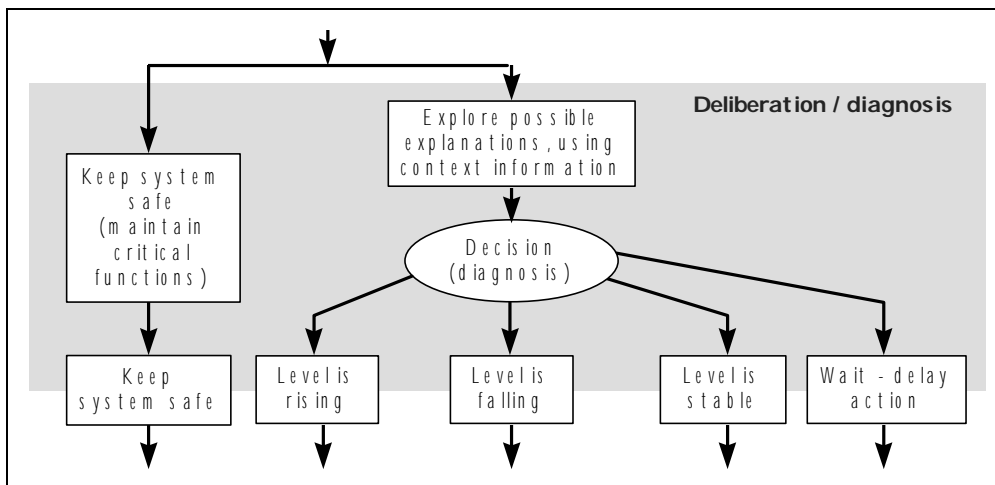 Deliberation / diagnosis
Explore possible
explanations, using
context information
Keep system
safe
(maintain
critical
functions)
Decision
(diagnosis)
Keep
system safe
Level is
rising
Level is
falling
Level is
stable
Wait - delay
action